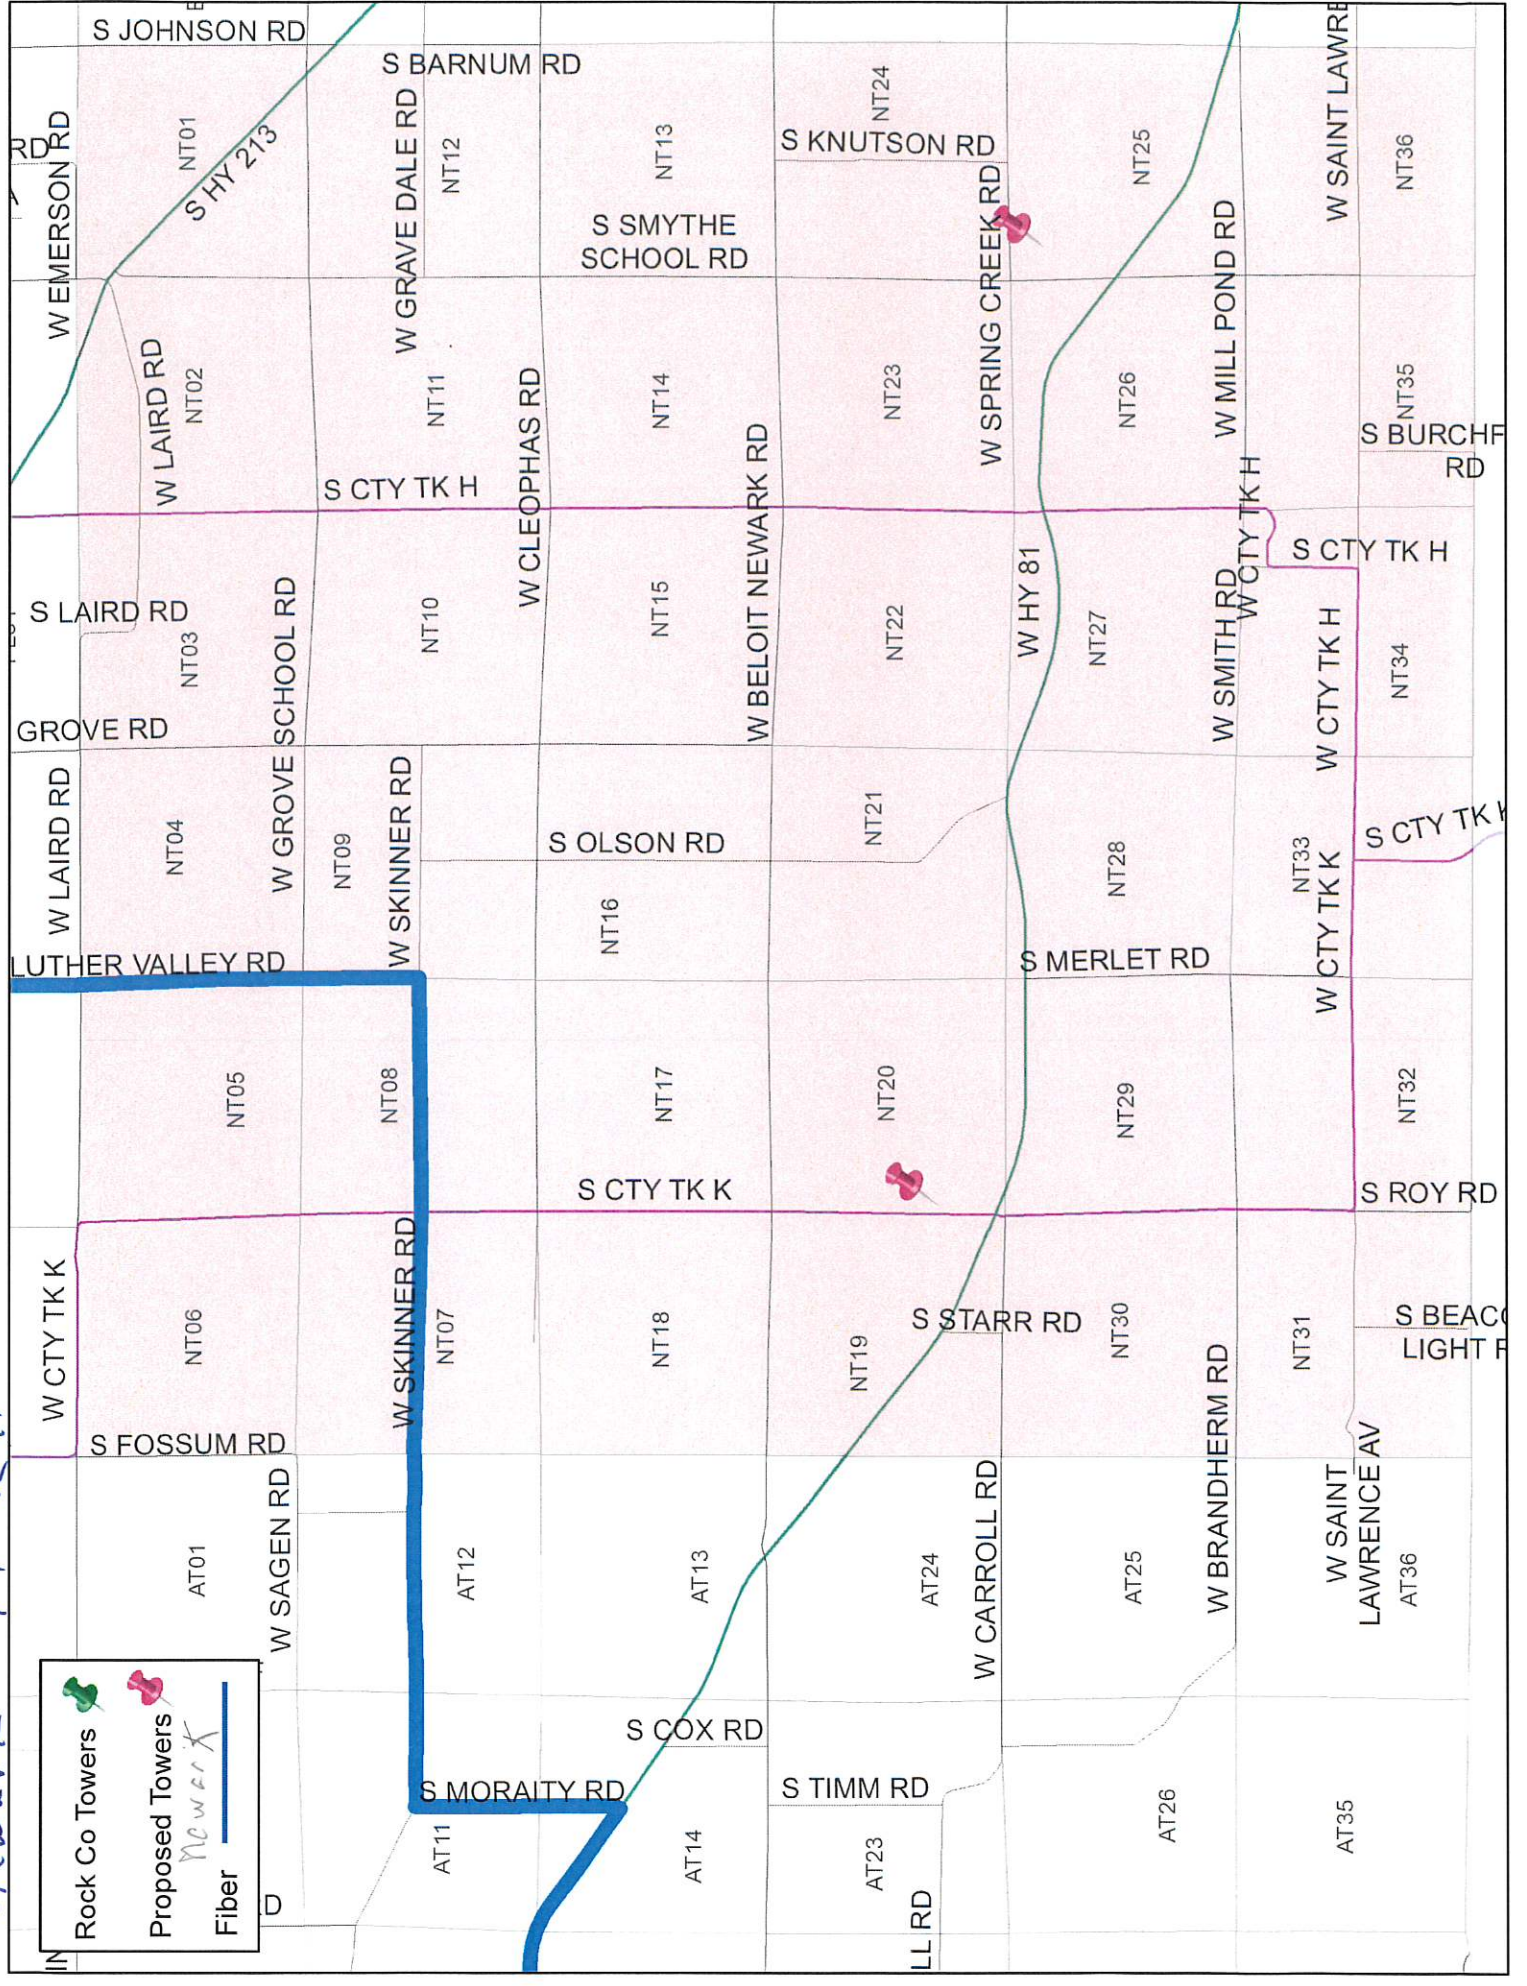 S JOHNSON RD
S BARNUM RD
W EMERSON RD
RD
NT01
S HY 213
W GRAVE DALE RD
NT12
NT13
NT24
S KNUTSON RD
NT25
W SAINT LAWRE
NT36
S SMYTHE
SCHOOL RD
W SPRING CREEK RD
W MILL POND RD
W LAIRD RD
NT02
NT11
W CLEOPHAS RD
NT14
W BELOIT NEWARK RD
NT23
NT26
NT35
S BURCHF
RD
S CTY TK H
W CTY TK H
S CTY TK H
S LAIRD RD
NT03
W GROVE SCHOOL RD
NT10
NT15
NT22
W HY 81
NT27
W SMITH RD
W CTY TK H
NT34
GROVE RD
W LAIRD RD
NT04
NT09
W SKINNER RD
S OLSON RD
NT21
NT28
NT33
S CTY TK K
NT16
W CTY TK K
LUTHER VALLEY RD
S MERLET RD
NT05
NT08
NT17
NT20
NT29
NT32
S CTY TK K
S ROY RD
W CTY TK K
NT06
W SKINNER RD
NT07
NT18
NT19
S STARR RD
NT30
NT31
S BEACO
LIGHT R
S FOSSUM RD
W SAGEN RD
AT01
AT12
AT13
AT24
W CARROLL RD
AT25
W BRANDHERM RD
W SAINT
LAWRENCE AV
AT36
S COX RD
S MORAITY RD
S TIMM RD
AT11
AT14
AT23
AT26
AT35
LL RD
Rock Co Towers
Proposed Towers
Newark
Fiber